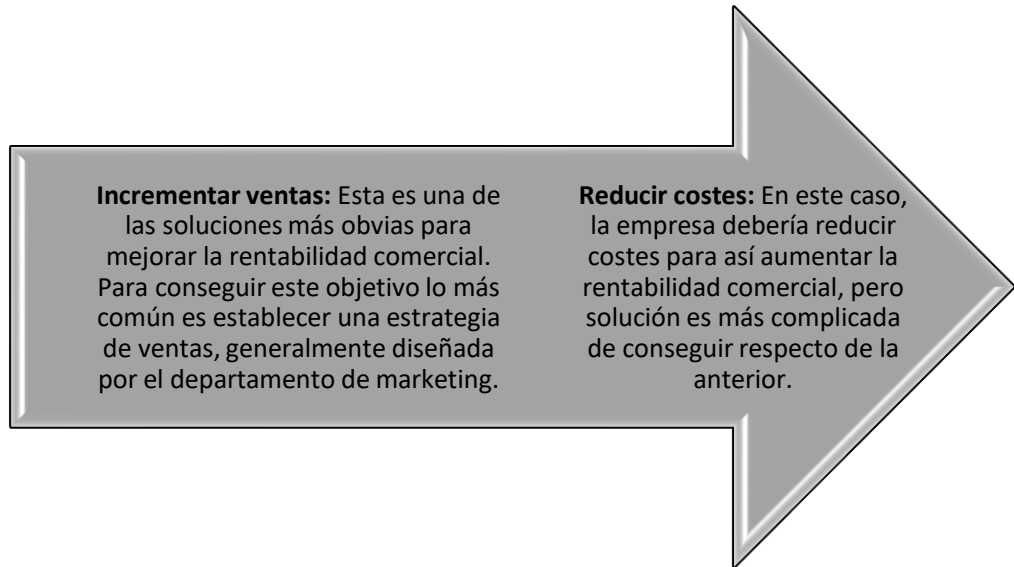 Incrementar ventas: Esta es una de
las soluciones más obvias para
mejorar la rentabilidad comercial.
Para conseguir este objetivo lo más
común es establecer una estrategia
de ventas, generalmente diseñada
por el departamento de marketing.
Reducir costes: En este caso,
la empresa debería reducir
costes para así aumentar la
rentabilidad comercial, pero
solución es más complicada
de conseguir respecto de la
anterior.